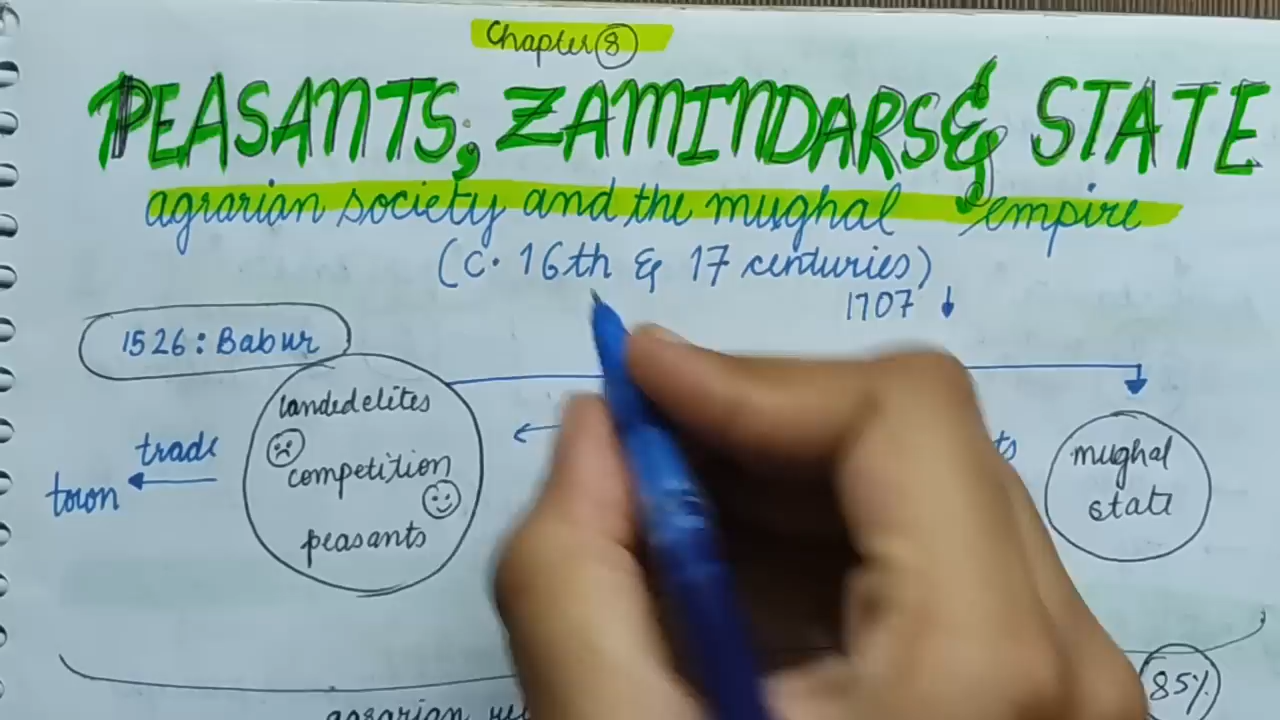 Chapter 8
PEASANTS, ZAMINDARS & STATE
agrarian society and the mughal empire
(C. 16th & 17 centuries)
1707 ↓
1526: Babur
landed elites
competition
peasants
trade
town
mughal
state
85%
agrarian